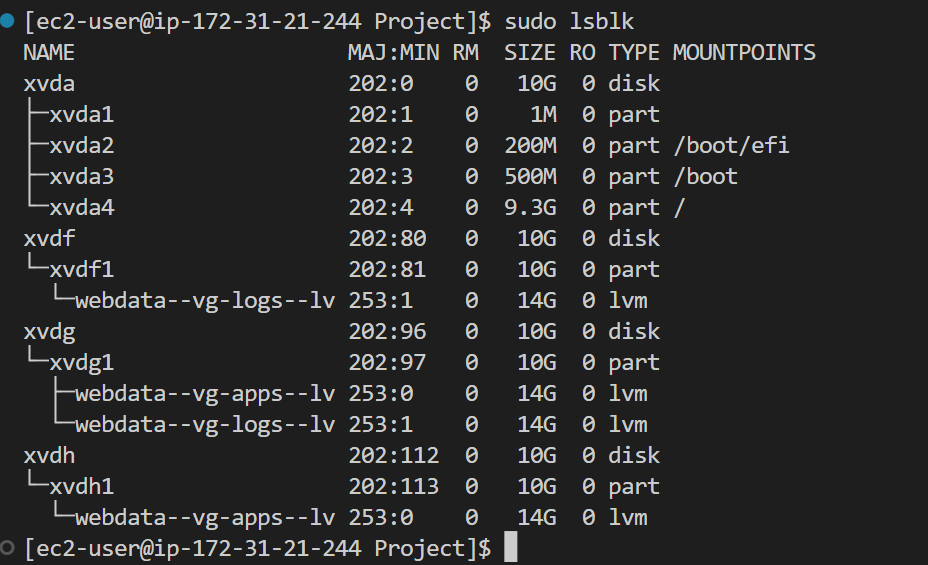 [ec2-user@ip-172-31-21-244 Project]$ sudo lsblk
NAME                     MAJ:MIN RM  SIZE RO TYPE MOUNTPOINTS
xvda                     202:0    0   10G  0 disk
├─xvda1                  202:1    0    1M  0 part
├─xvda2                  202:2    0  200M  0 part /boot/efi
├─xvda3                  202:3    0  500M  0 part /boot
└─xvda4                  202:4    0  9.3G  0 part /
xvdf                     202:80   0   10G  0 disk
└─xvdf1                  202:81   0   10G  0 part
  └─webdata--vg-logs--lv 253:1    0   14G  0 lvm
xvdg                     202:96   0   10G  0 disk
└─xvdg1                  202:97   0   10G  0 part
  ├─webdata--vg-apps--lv 253:0    0   14G  0 lvm
  └─webdata--vg-logs--lv 253:1    0   14G  0 lvm
xvdh                     202:112  0   10G  0 disk
└─xvdh1                  202:113  0   10G  0 part
  └─webdata--vg-apps--lv 253:0    0   14G  0 lvm
[ec2-user@ip-172-31-21-244 Project]$